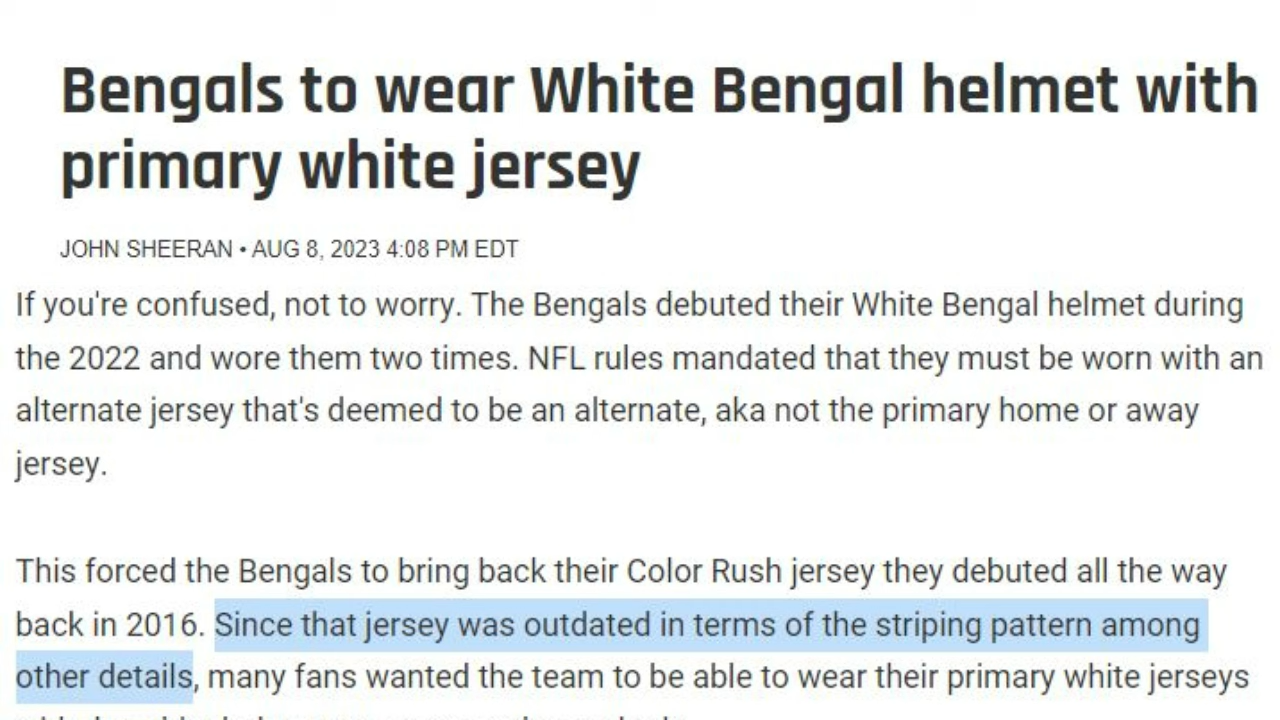 Bengals to wear White Bengal helmet with
primary white jersey
JOHN SHEERAN • AUG 8, 2023 4:08 PM EDT
If you're confused, not to worry. The Bengals debuted their White Bengal helmet during
the 2022 and wore them two times. NFL rules mandated that they must be worn with an
alternate jersey that's deemed to be an alternate, aka not the primary home or away
jersey.
This forced the Bengals to bring back their Color Rush jersey they debuted all the way
back in 2016. Since that jersey was outdated in terms of the striping pattern among
other details, many fans wanted the team to be able to wear their primary white jerseys